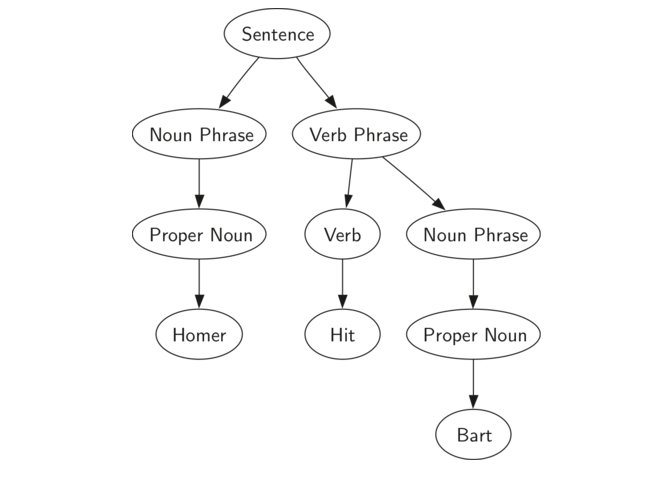 Sentence
Noun Phrase
Verb Phrase
Proper Noun
Verb
Noun Phrase
Homer
Hit
Proper Noun
Bart